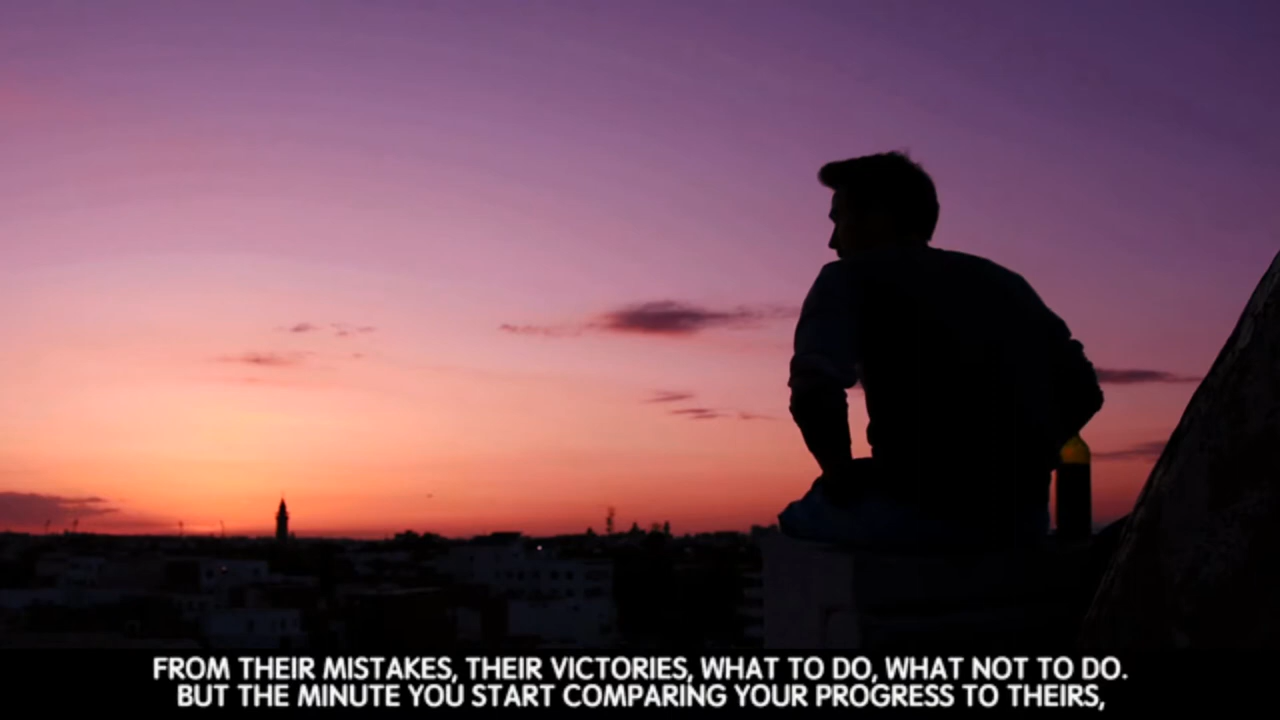 FROM THEIR MISTAKES, THEIR VICTORIES, WHAT TO DO, WHAT NOT TO DO.
BUT THE MINUTE YOU START COMPARING YOUR PROGRESS TO THEIRS,